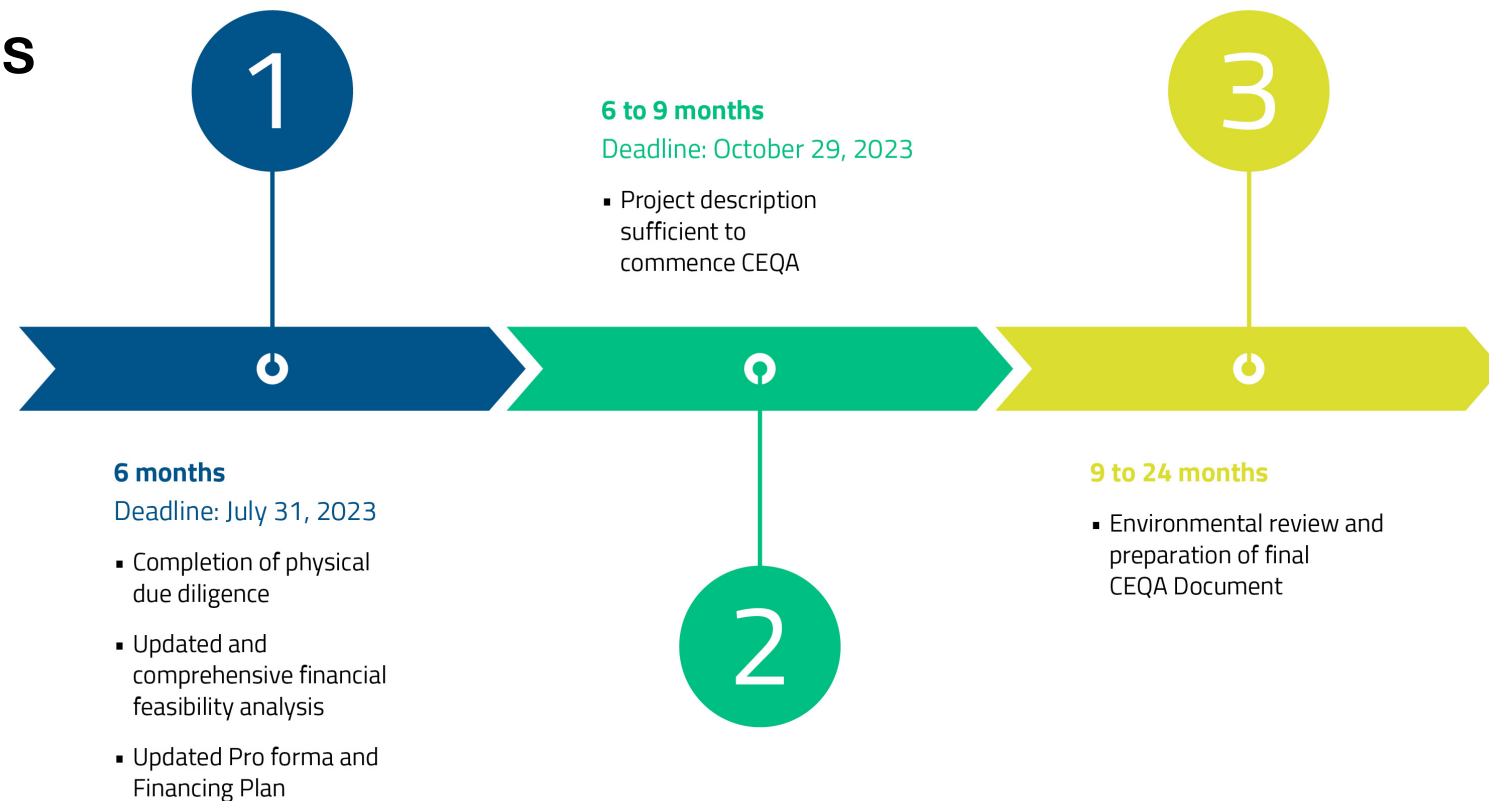 s
1
6 months
Deadline: July 31, 2023
▪ Completion of physical
due diligence
▪ Updated and
comprehensive financial
feasibility analysis
▪ Updated Pro forma and
Financing Plan
6 to 9 months
Deadline: October 29, 2023
▪ Project description
sufficient to
commence CEQA
2
3
9 to 24 months
▪ Environmental review and
preparation of final
CEQA Document